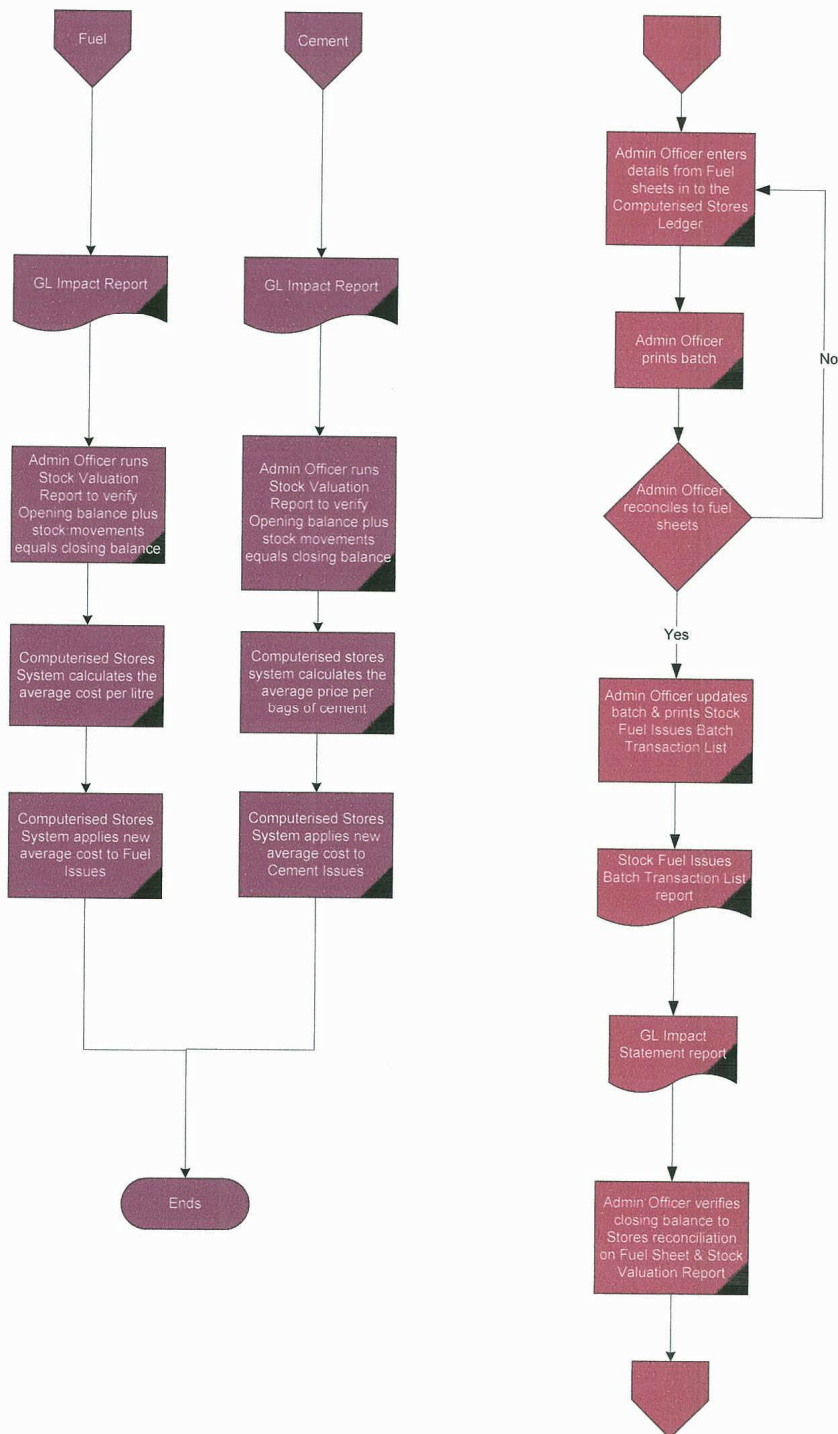 Fuel
GL Impact Report
Admin Officer runs
Stock Valuation
Report to verify
Opening balance plus
stock movements
equals closing balance
Computerised Stores
System calculates the
average cost per litre
Computerised Stores
System applies new
average cost to Fuel
Issues
Cement
GL Impact Report
Admin Officer runs
Stock Valuation
Report to verify
Opening balance plus
stock movements
equals closing balance
Computerised stores
system calculates the
average price per
bags of cement
Computerised Stores
System applies new
average cost to
Cement Issues
Ends
Admin Officer enters
details from Fuel
sheets in to the
Computerised Stores
Ledger
Admin Officer
prints batch
No
Admin Officer
reconciles to fuel
sheets
Yes
Admin Officer updates
batch & prints Stock
Fuel Issues Batch
Transaction List
Stock Fuel Issues
Batch Transaction List
report
GL Impact
Statement report
Admin Officer verifies
closing balance to
Stores reconciliation
on Fuel Sheet & Stock
Valuation Report